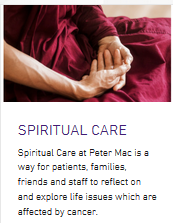 SPIRITUAL CARE
Spiritual Care at Peter Mac is a
way for patients, families,
friends and staff to reflect on
and explore life issues which are
affected by cancer.